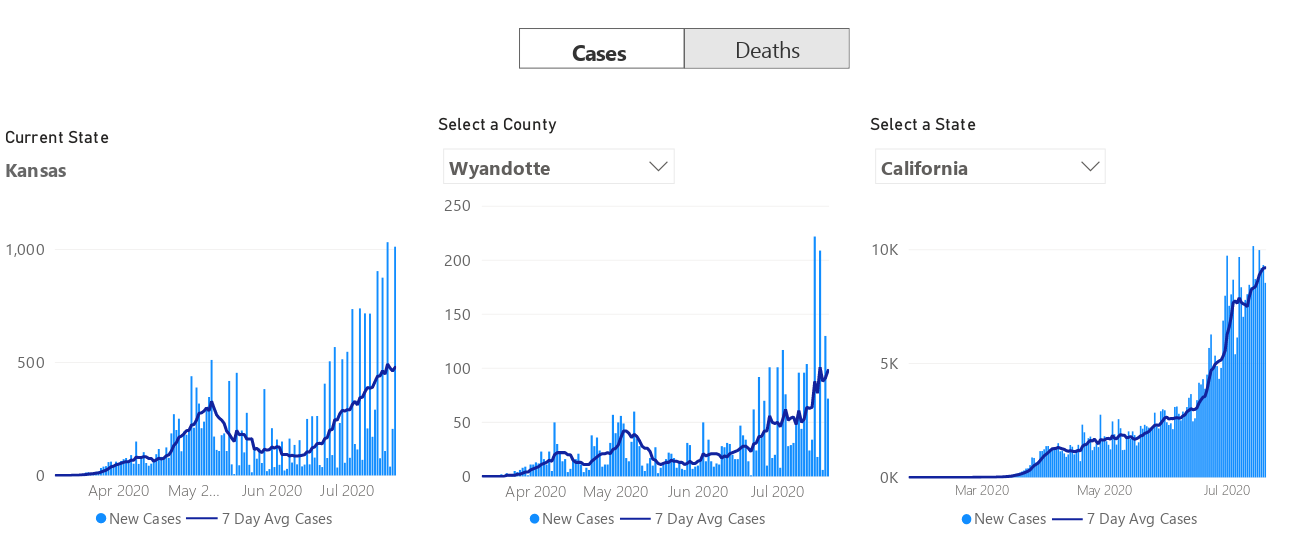 Cases Deaths
Current State
Kansas
1,000
500
0
Apr 2020 May 2... Jun 2020 Jul 2020
New Cases 7 Day Avg Cases
Select a County
Wyandotte
250
200
150
100
50
0
Apr 2020 May 2020 Jun 2020 Jul 2020
New Cases 7 Day Avg Cases
Select a State
California
10K
5K
0K
Mar 2020 May 2020 Jul 2020
New Cases 7 Day Avg Cases